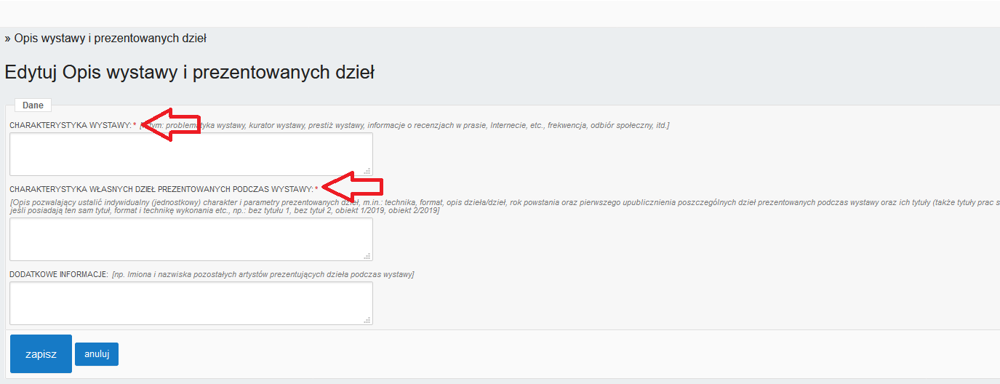 » Opis wystawy i prezentowanych dzieł
Edytuj Opis wystawy i prezentowanych dzieł
Dane
CHARAKTERYSTYKA WYSTAWY: * tym: problematyka wystawy, kurator wystawy, prestiż wystawy, informacje o recenzjach w prasie, Internecie, etc., frekwencja, odbiór społeczny, itd.]
CHARAKTERYSTYKA WŁASNYCH DZIEŁ PREZENTOWANYCH PODCZAS WYSTAWY: *
[Opis pozwalający ustalić indywidualny (jednostkowy) charakter i parametry prezentowanych dzieł, m.in.: technika, format, opis dzieła/dzieł, rok powstania oraz pierwszego upublicznienia poszczególnych dzieł prezentowanych podczas wystawy oraz ich tytuły (także tytuły prac s
jeśli posiadają ten sam tytuł, format i technikę wykonania etc., np.: bez tytułu 1, bez tytuł 2, obiekt 1/2019, obiekt 2/2019]
DODATKOWE INFORMACJE: [np. Imiona i nazwiska pozostałych artystów prezentujących dzieła podczas wystawy]
zapisz anuluj